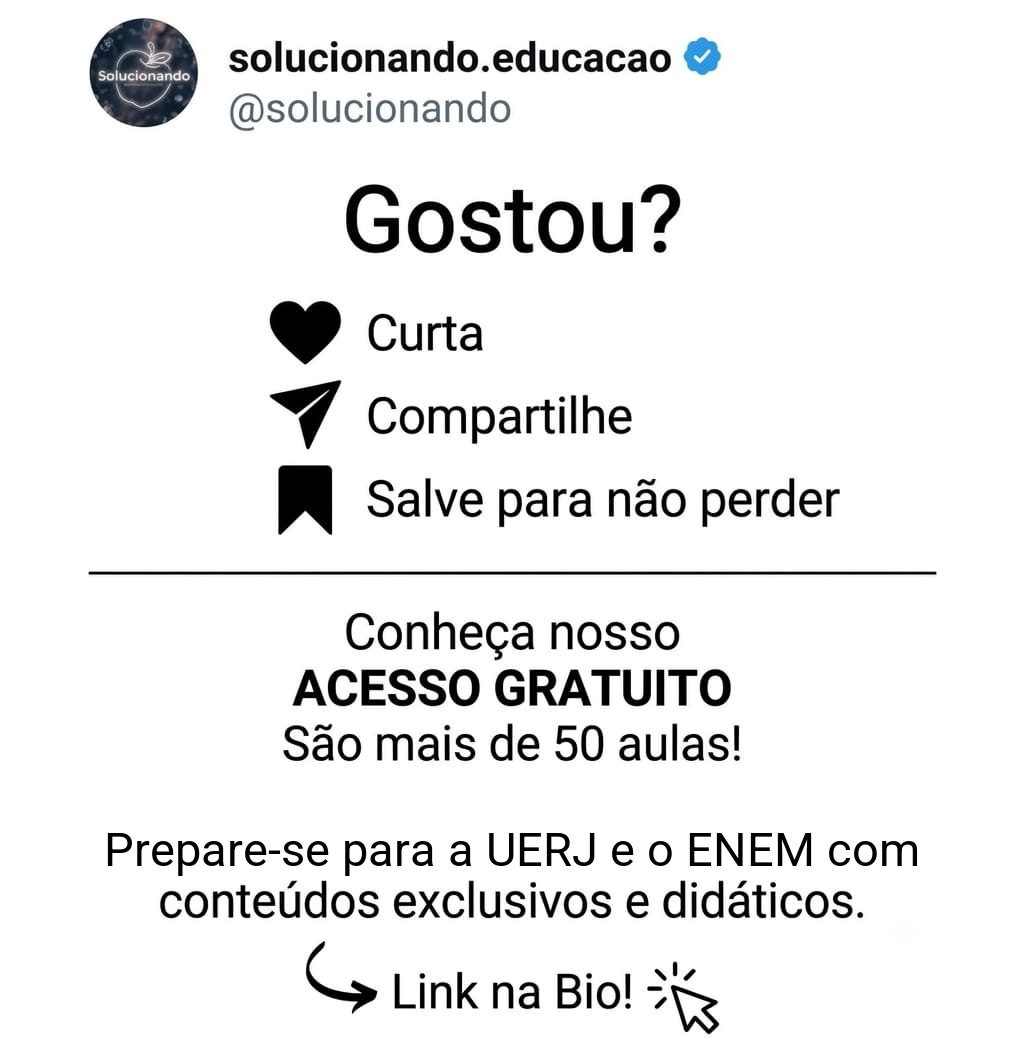 Solucionando
solucionando.educacao
@solucionando
Gostou?
Curta
Compartilhe
Salve para não perder
Conheça nosso
ACESSO GRATUITO
São mais de 50 aulas!
Prepare-se para a UERJ e o ENEM com
conteúdos exclusivos e didáticos.
Link na Bio!